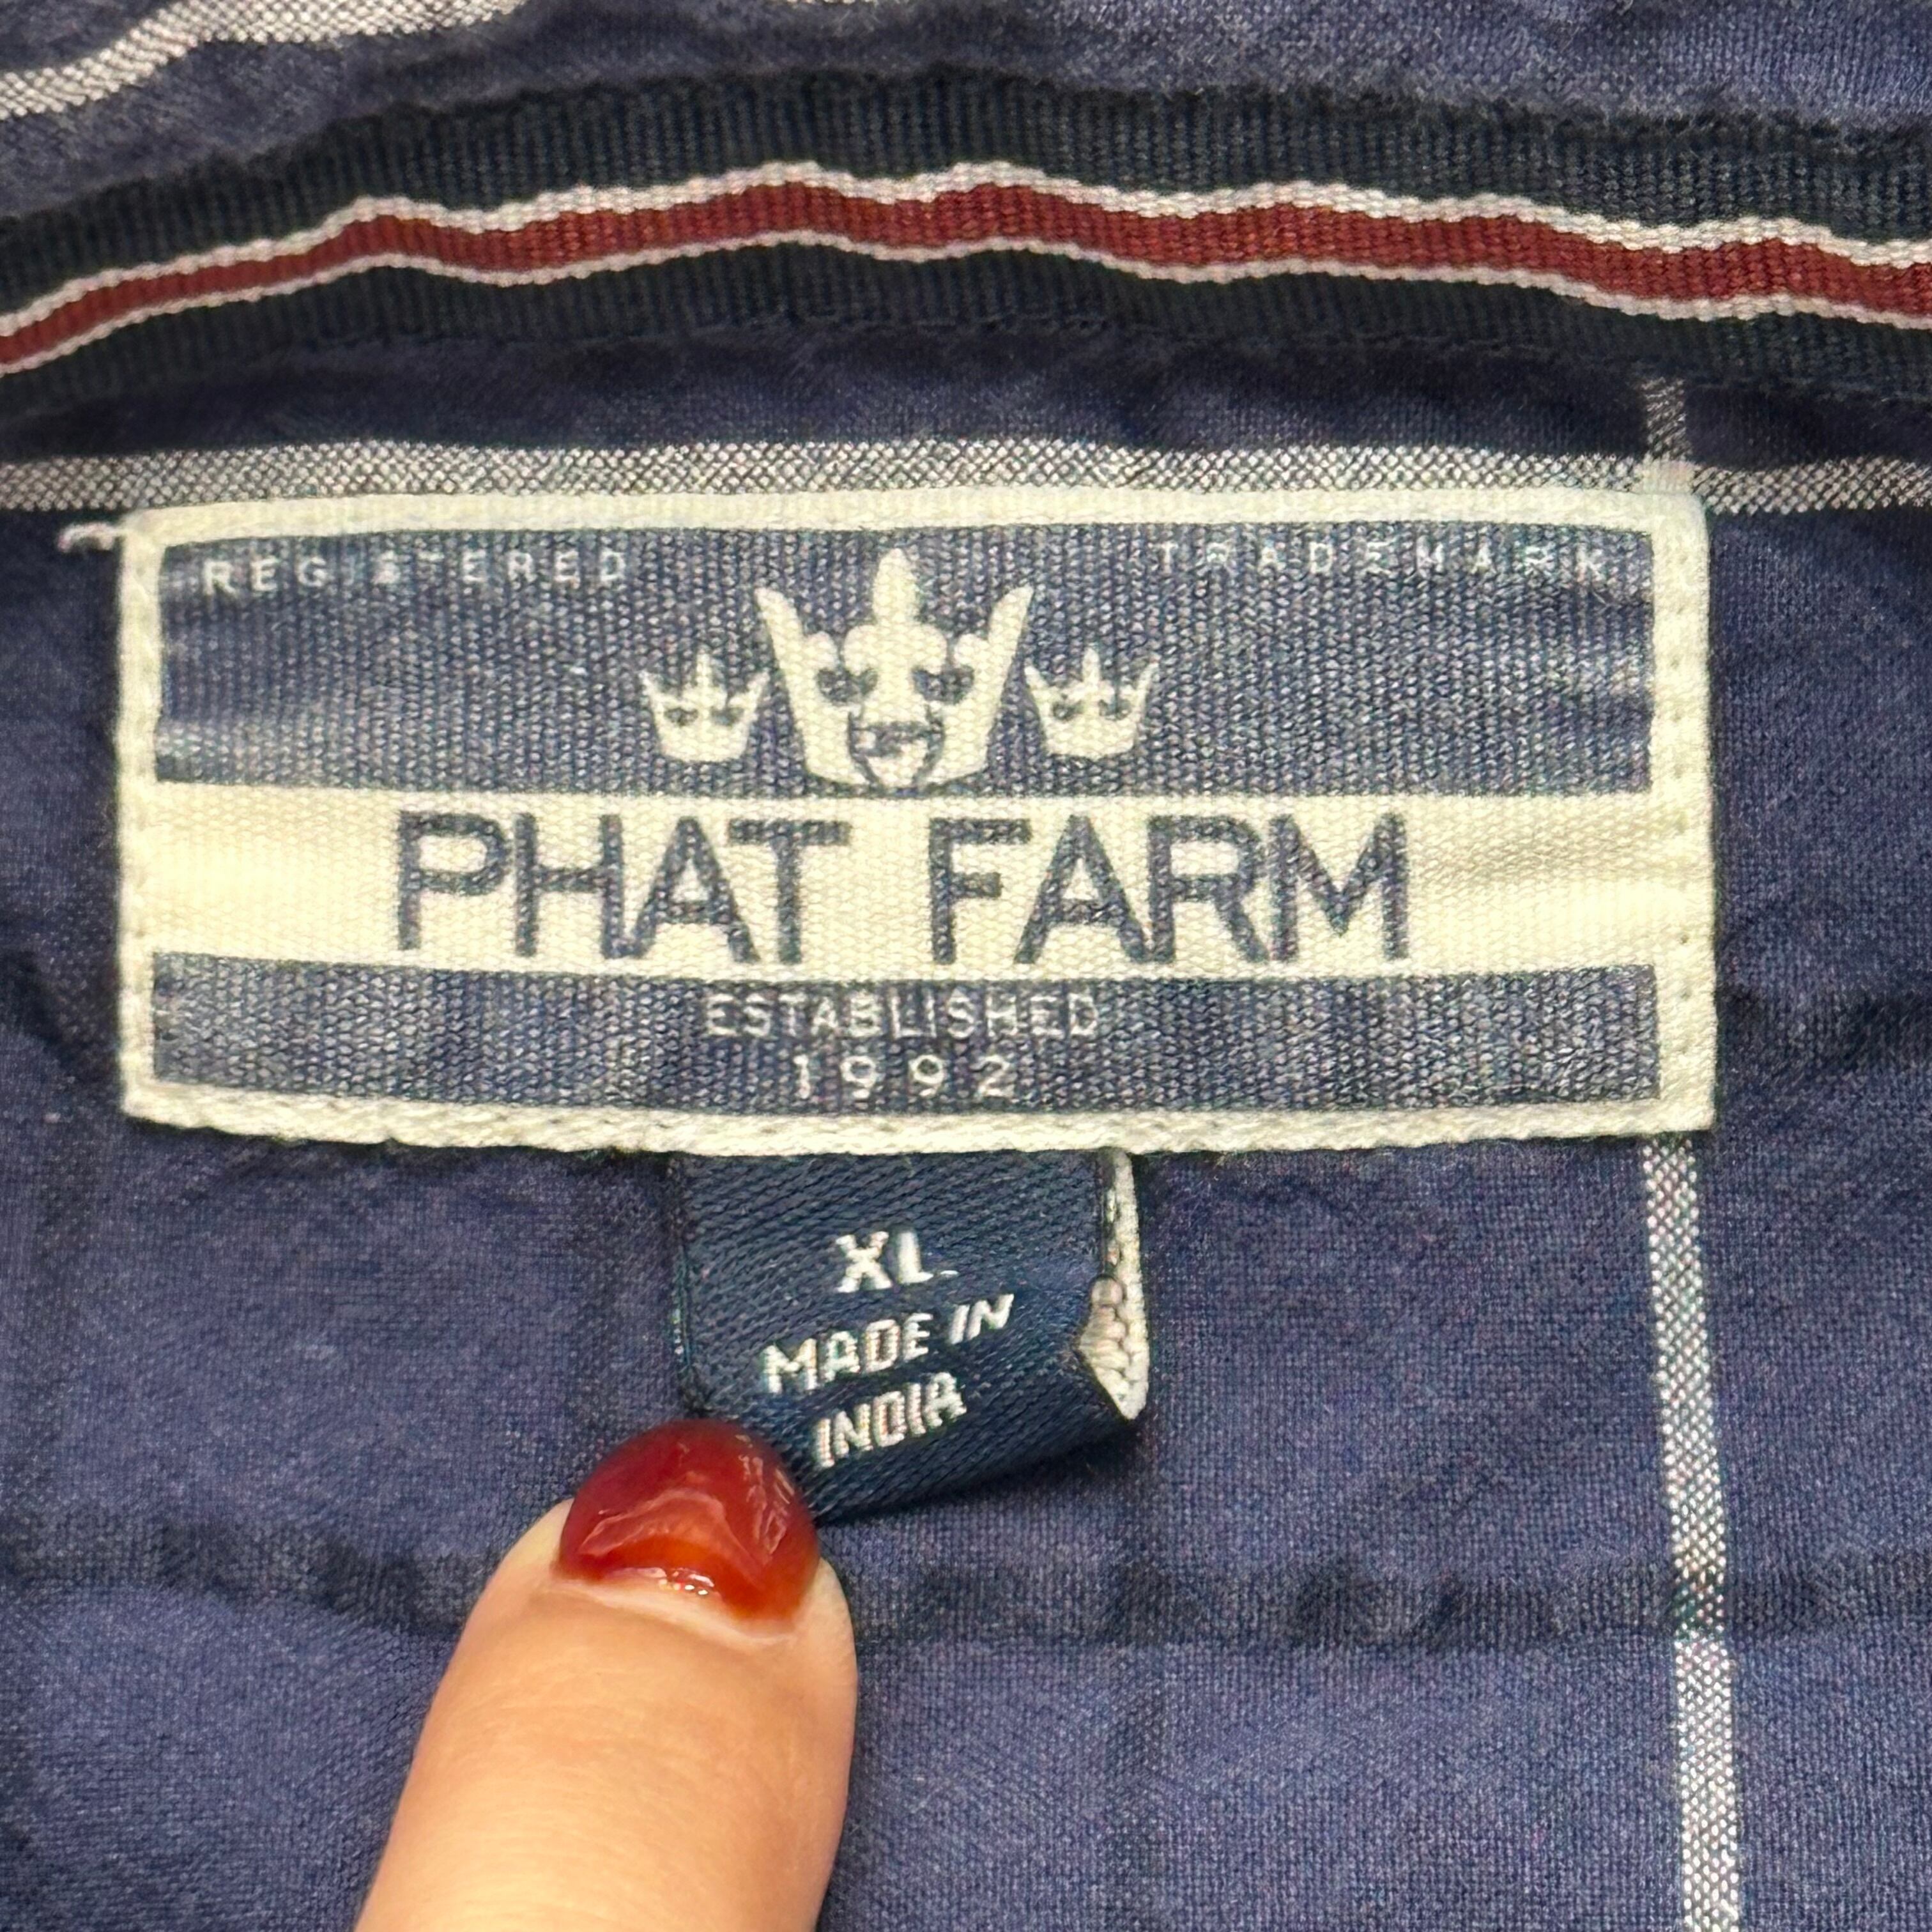 REGISTERED TRADEMARK
PHAT FARM
ESTABLISHED
1992
XL
MADE IN
INDIA